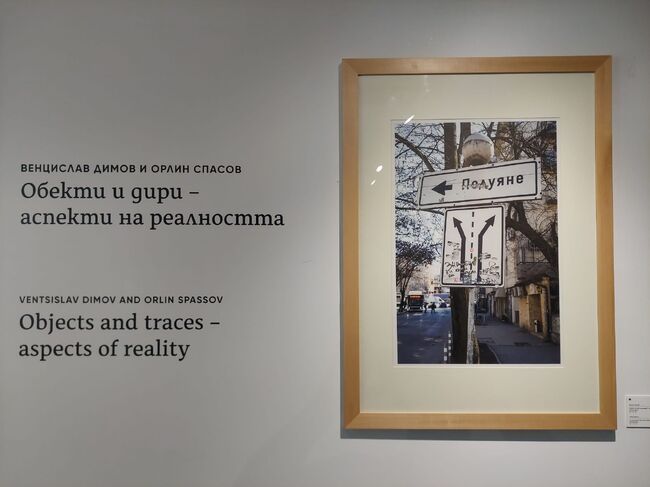 ВЕНЦИСЛАВ ДИМОВ И ОРЛИН СПАСОВ
Обекти и дири –
аспекти на реалността
VENTSISLAV DIMOV AND ORLIN SPASSOV
Objects and traces –
aspects of reality
Подуяне